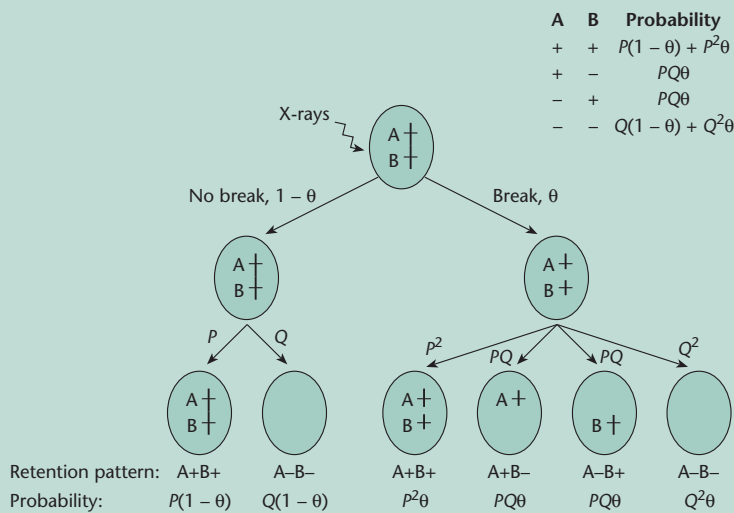 A B Probability
+ + P(1 – θ) + P²θ
+ – PQθ
– + PQθ
– – Q(1 – θ) + Q²θ
X-rays
A
B
No break, 1 – θ
Break, θ
A
B
A
B
P Q
P² PQ PQ Q²
A
B
A
B
A
B
Retention pattern: A+B+ A–B– A+B+ A+B– A–B+ A–B–
Probability: P(1 – θ) Q(1 – θ) P²θ PQθ PQθ Q²θ